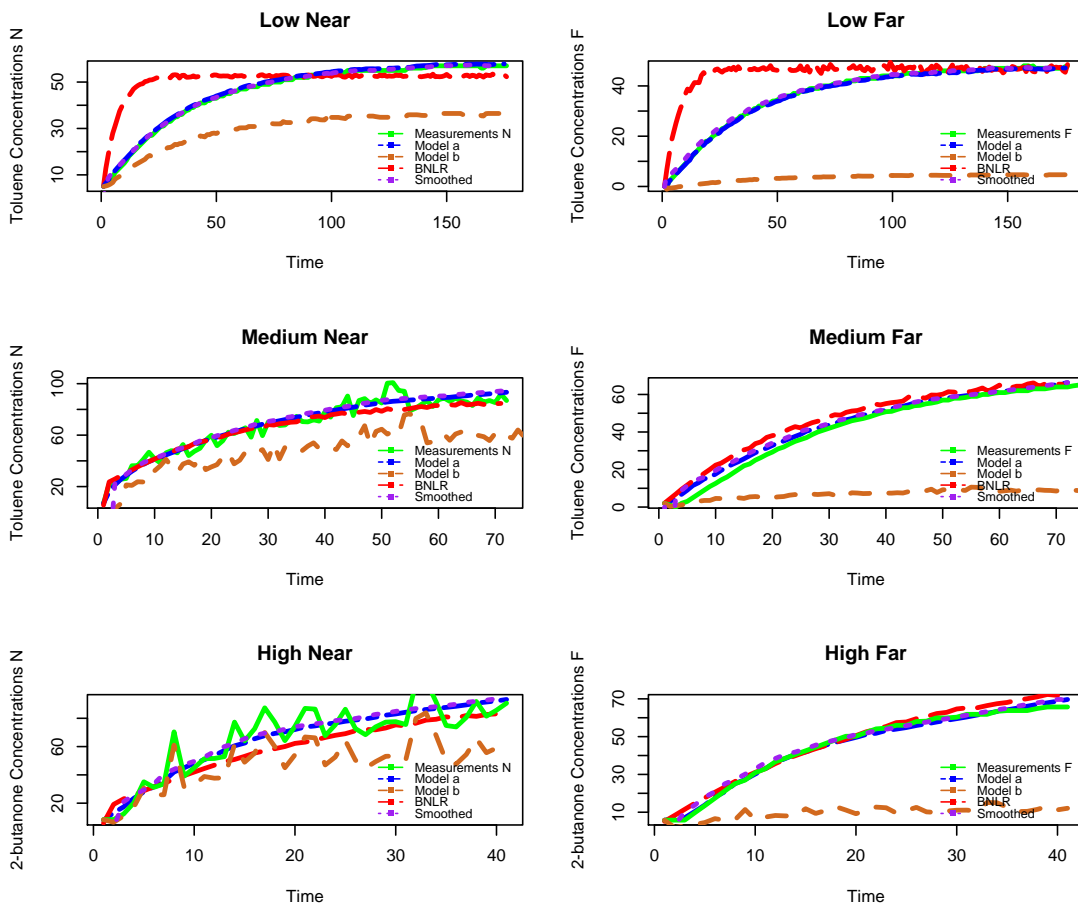 Low Near
Toluene Concentrations N
10
30
50
0
50
100
150
Time
Measurements N
Model a
Model b
BNLR
Smoothed
Low Far
Toluene Concentrations F
0
20
40
0
50
100
150
Time
Measurements F
Model a
Model b
BNLR
Smoothed
Medium Near
Toluene Concentrations N
20
60
100
0
10
20
30
40
50
60
70
Time
Measurements N
Model a
Model b
BNLR
Smoothed
Medium Far
Toluene Concentrations F
0
20
40
60
0
10
20
30
40
50
60
70
Time
Measurements F
Model a
Model b
BNLR
Smoothed
High Near
2-butanone Concentrations N
20
60
0
10
20
30
40
Time
Measurements N
Model a
Model b
BNLR
Smoothed
High Far
2-butanone Concentrations F
10
30
50
70
0
10
20
30
40
Time
Measurements F
Model a
Model b
BNLR
Smoothed